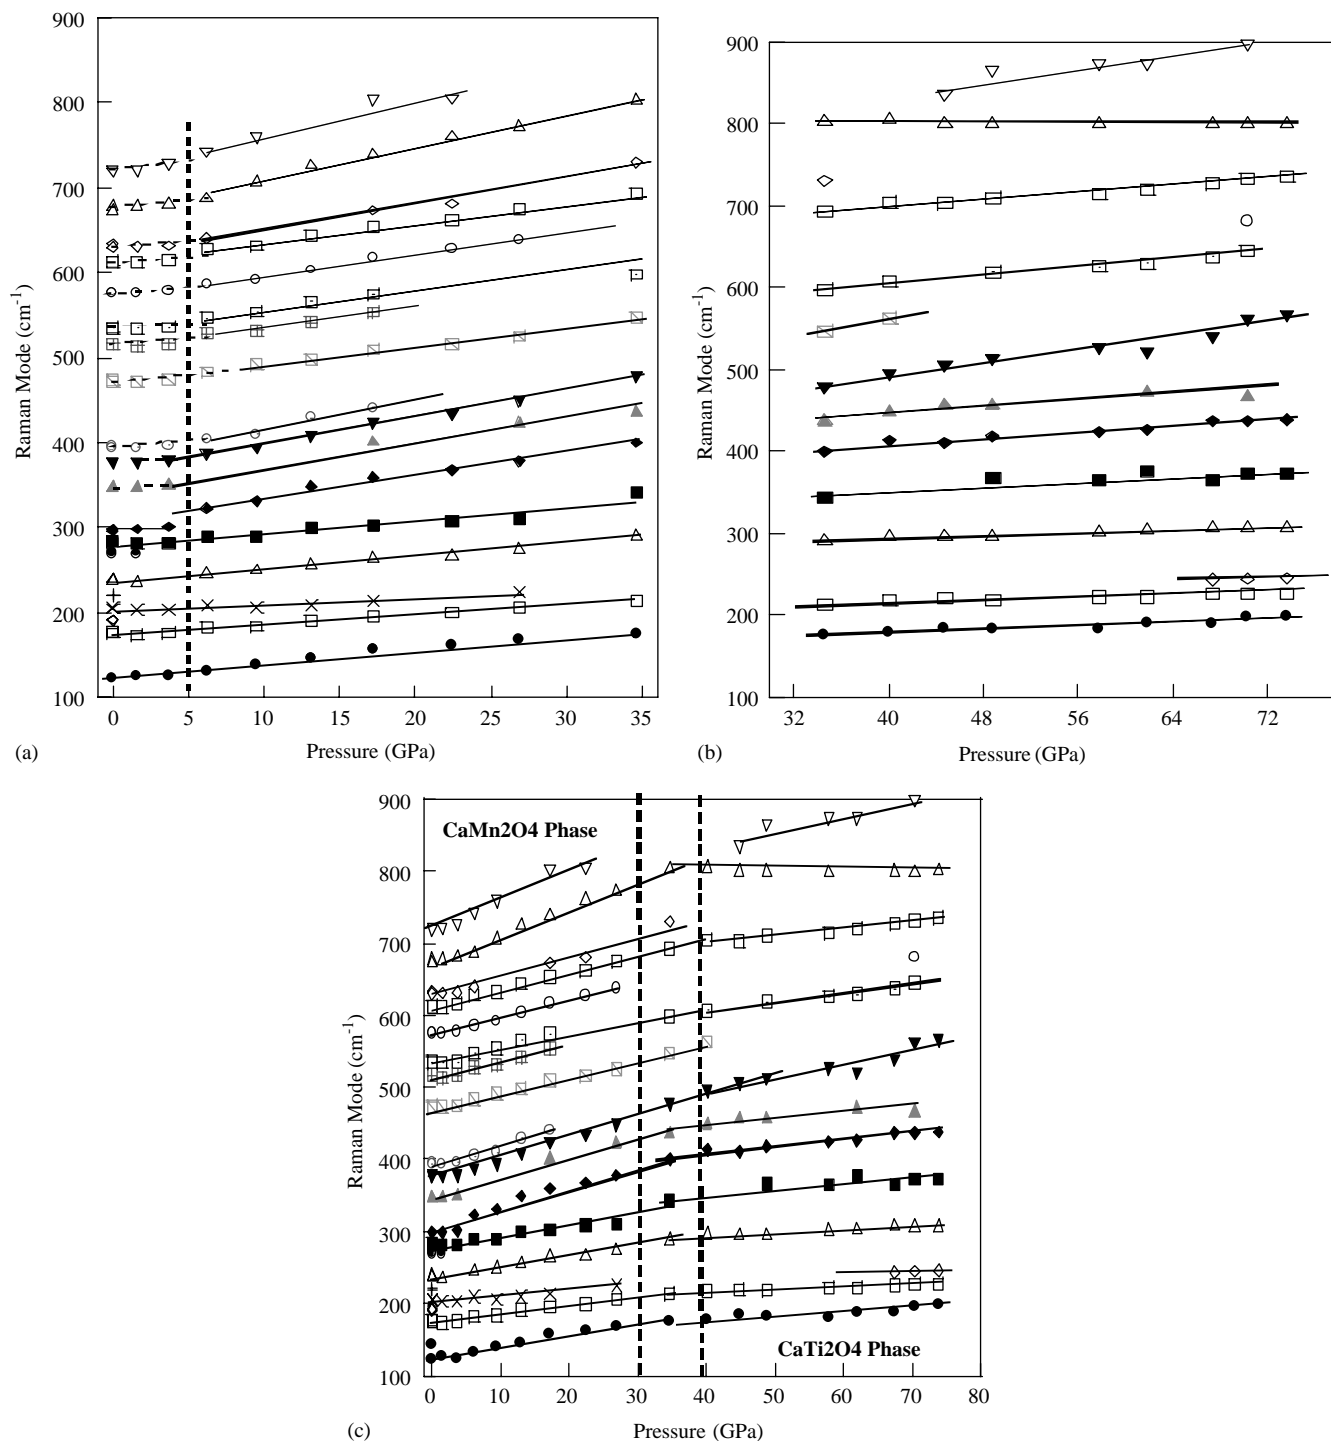 900
800
700
600
500
400
300
200
100
Raman Mode (cm-1)
0 5 10 15 20 25 30 35
Pressure (GPa)
(a)
900
800
700
600
500
400
300
200
100
Raman Mode (cm-1)
32 40 48 56 64 72
Pressure (GPa)
(b)
900
800
700
600
500
400
300
200
100
Raman Mode (cm-1)
CaMn2O4 Phase
CaTi2O4 Phase
0 10 20 30 40 50 60 70 80
Pressure (GPa)
(c)